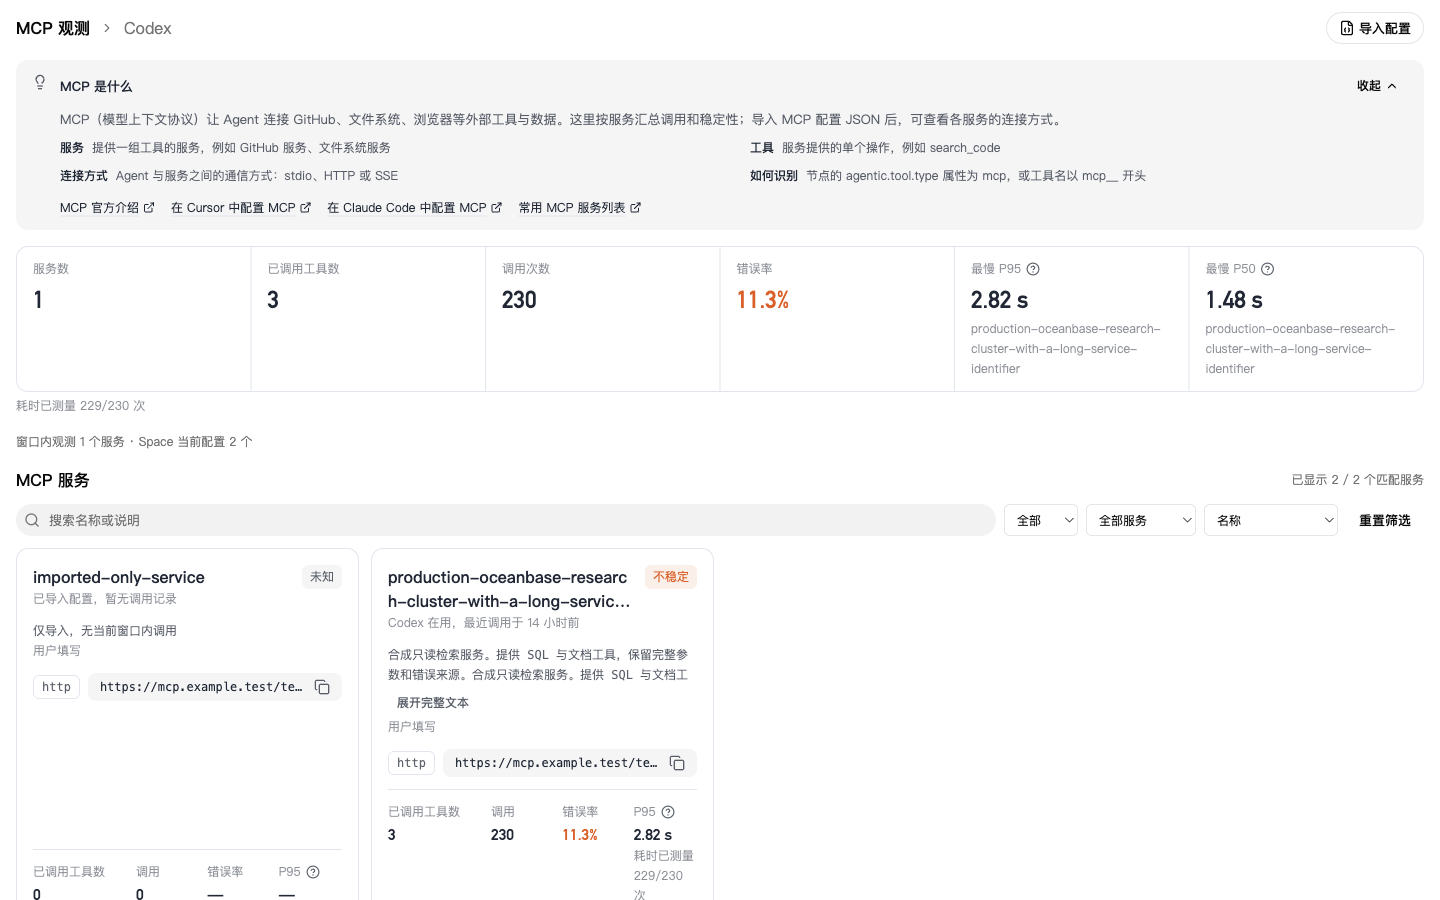 MCP 观测 > Codex
导入配置
MCP 是什么
收起
MCP（模型上下文协议）让 Agent 连接 GitHub、文件系统、浏览器等外部工具与数据。这里按服务汇总调用和稳定性；导入 MCP 配置 JSON 后，可查看各服务的连接方式。
服务 提供一组工具的服务，例如 GitHub 服务、文件系统服务
工具 服务提供的单个操作，例如 search_code
连接方式 Agent 与服务之间的通信方式：stdio、HTTP 或 SSE
如何识别 节点的 agentic.tool.type 属性为 mcp，或工具名以 mcp__ 开头
MCP 官方介绍 在 Cursor 中配置 MCP 在 Claude Code 中配置 MCP 常用 MCP 服务列表
服务数
1
已调用工具数
3
调用次数
230
错误率
11.3%
最慢 P95
2.82 s
production-oceanbase-research-
cluster-with-a-long-service-
identifier
最慢 P50
1.48 s
production-oceanbase-research-
cluster-with-a-long-service-
identifier
耗时已测量 229/230 次
窗口内观测 1 个服务 · Space 当前配置 2 个
MCP 服务
已显示 2 / 2 个匹配服务
搜索名称或说明
全部
全部服务
名称
重置筛选
imported-only-service
未知
已导入配置，暂无调用记录
仅导入，无当前窗口内调用
用户填写
http
https://mcp.example.test/te…
已调用工具数 调用 错误率 P95
0 0 — —
production-oceanbase-researc
h-cluster-with-a-long-servic…
不稳定
Codex 在用，最近调用于 14 小时前
合成只读检索服务。提供 SQL 与文档工具，保留完整参
数和错误来源。合成只读检索服务。提供 SQL 与文档工
展开完整文本
用户填写
http
https://mcp.example.test/te…
已调用工具数 调用 错误率 P95
3 230 11.3% 2.82 s
耗时已测量
229/230
次